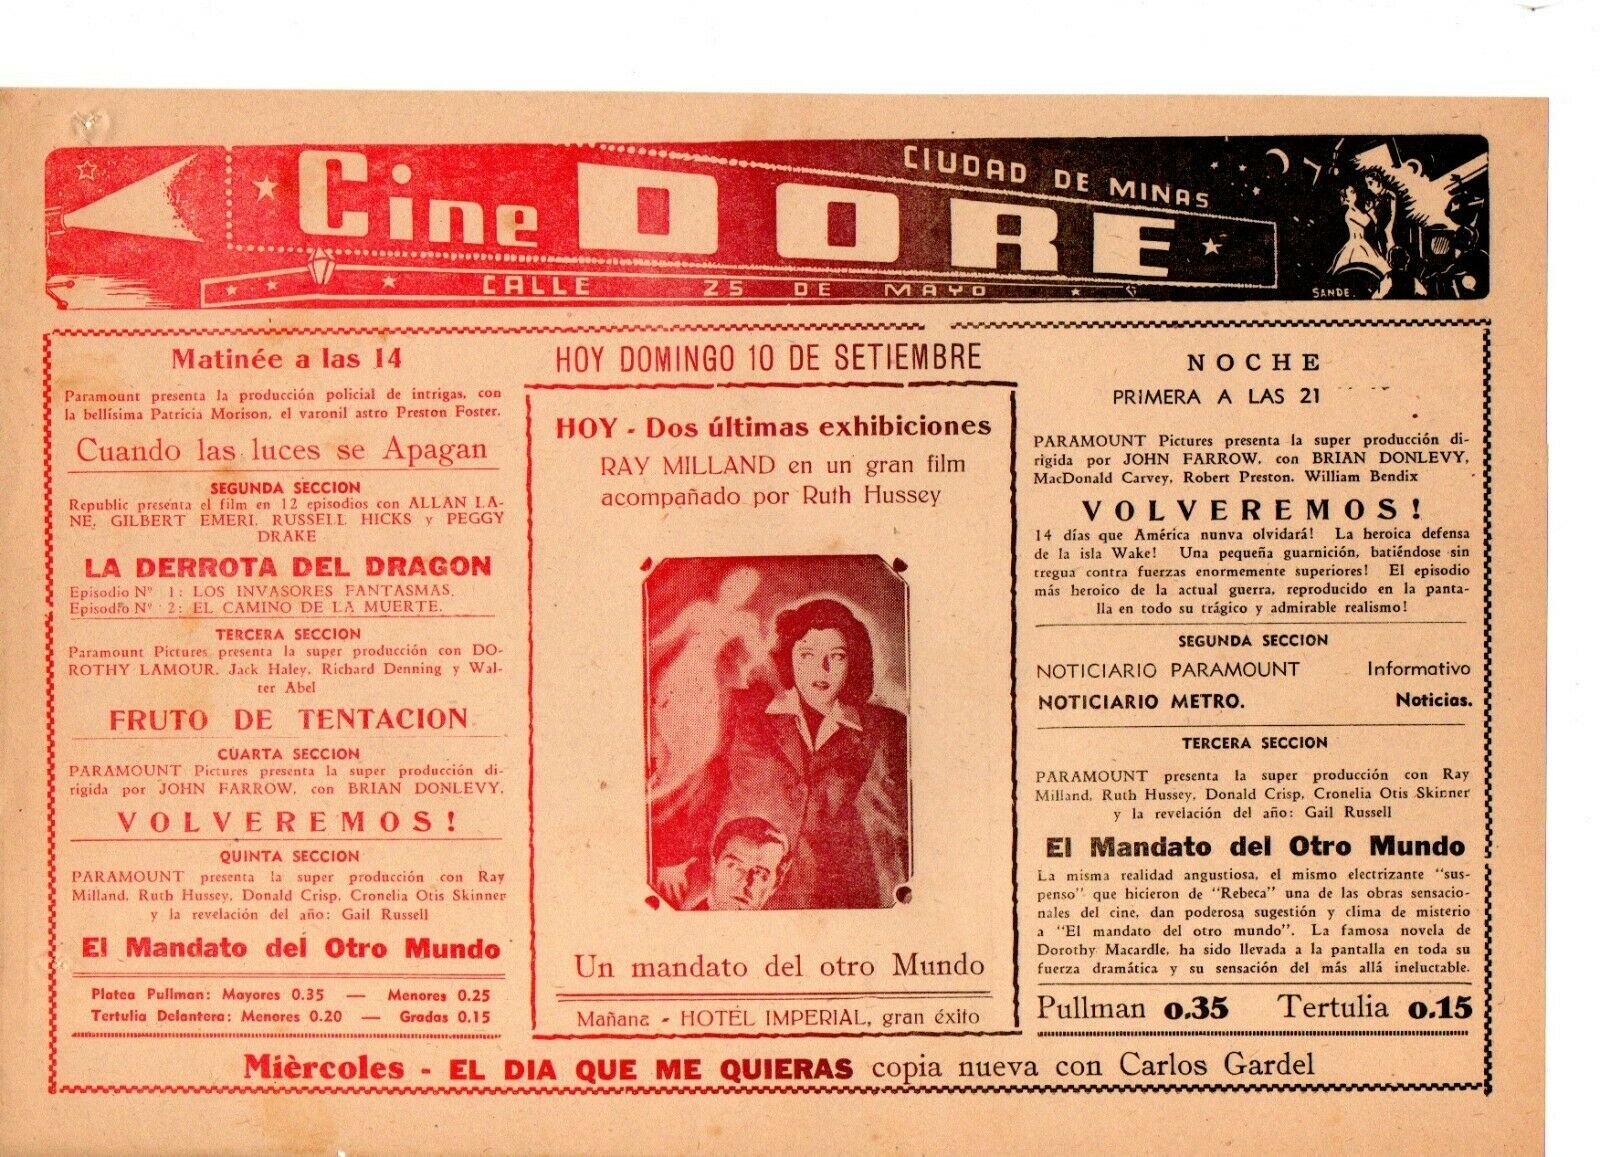 Cine DORE
CIUDAD DE MINAS
CALLE 25 DE MAYO
SANDE.
Matinée a las 14
Paramount presenta la producción policial de intrigas, con
la bellísima Patricia Morison, el varonil astro Preston Foster.
Cuando las luces se Apagan
SEGUNDA SECCION
Republic presenta el film en 12 episodios con ALLAN LA-
NE, GILBERT EMERI, RUSSELL HICKS y PEGGY
DRAKE
LA DERROTA DEL DRAGON
Episodio Nº 1: LOS INVASORES FANTASMAS.
Episodio Nº 2: EL CAMINO DE LA MUERTE.
TERCERA SECCION
Paramount Pictures presenta la super producción con DO-
ROTHY LAMOUR, Jack Haley, Richard Denning y Wal-
ter Abel
FRUTO DE TENTACION
CUARTA SECCION
PARAMOUNT Pictures presenta la super producción di-
rigida por JOHN FARROW, con BRIAN DONLEVY,
VOLVEREMOS!
QUINTA SECCION
PARAMOUNT presenta la super producción con Ray
Milland, Ruth Hussey, Donald Crisp, Cronelia Otis Skinner
y la revelación del año: Gail Russell
El Mandato del Otro Mundo
Platea Pullman: Mayores 0.35 — Menores 0.25
Tertulia Delantera: Menores 0.20 — Gradas 0.15
HOY DOMINGO 10 DE SETIEMBRE
HOY - Dos últimas exhibiciones
RAY MILLAND en un gran film
acompañado por Ruth Hussey
Un mandato del otro Mundo
Mañana - HOTEL IMPERIAL, gran éxito
NOCHE
PRIMERA A LAS 21
PARAMOUNT Pictures presenta la super producción di-
rigida por JOHN FARROW, con BRIAN DONLEVY,
MacDonald Carvey, Robert Preston, William Bendix
VOLVEREMOS!
14 días que América nunva olvidará! La heroica defensa
de la isla Wake! Una pequeña guarnición, batiéndose sin
tregua contra fuerzas enormemente superiores! El episodio
más heroico de la actual guerra, reproducido en la panta-
lla en todo su trágico y admirable realismo!
SEGUNDA SECCION
NOTICIARIO PARAMOUNT Informativo
NOTICIARIO METRO. Noticias.
TERCERA SECCION
PARAMOUNT presenta la super producción con Ray
Milland, Ruth Hussey, Donald Crisp, Cronelia Otis Skinner
y la revelación del año: Gail Russell
El Mandato del Otro Mundo
La misma realidad angustiosa, el mismo electrizante "sus-
penso" que hicieron de "Rebeca" una de las obras sensacio-
nales del cine, dan poderosa sugestión y clima de misterio
a "El mandato del otro mundo". La famosa novela de
Dorothy Macardle, ha sido llevada a la pantalla en toda su
fuerza dramática y su sensación del más allá ineluctable.
Pullman 0.35 Tertulia 0.15
Mièrcoles - EL DIA QUE ME QUIERAS copia nueva con Carlos Gardel